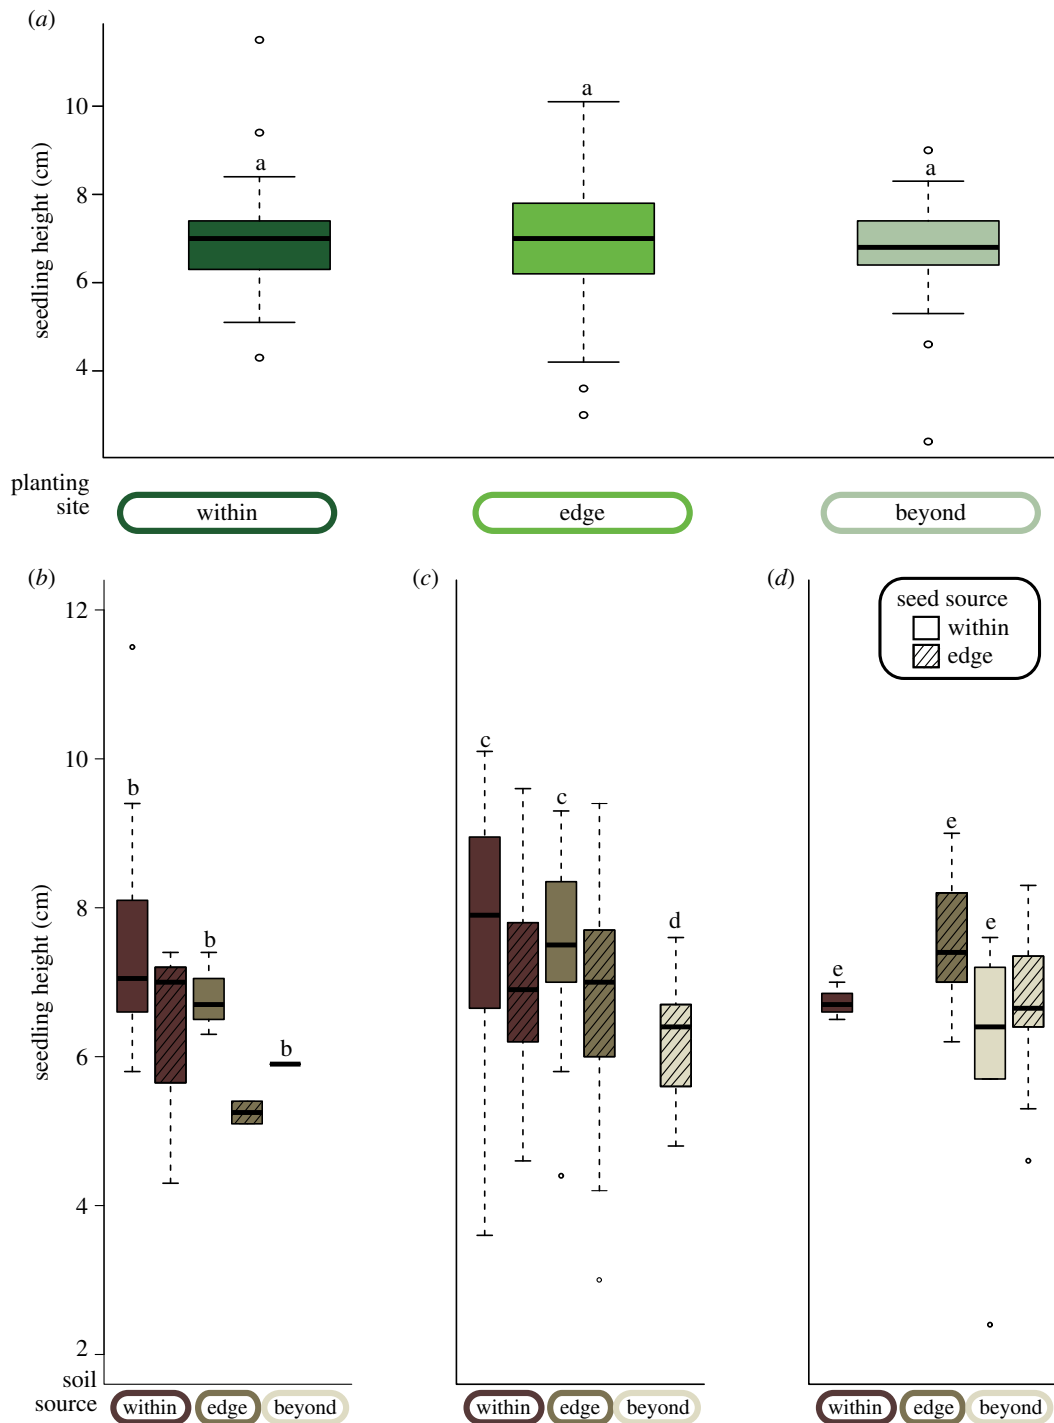 (a)
seedling height (cm)
10
8
6
4
a
a
a
planting
site
within
edge
beyond
(b)
(c)
(d)
seed source
within
edge
seedling height (cm)
12
10
8
6
4
2
b
b
b
c
c
d
e
e
e
soil
source
within
edge
beyond
within
edge
beyond
within
edge
beyond